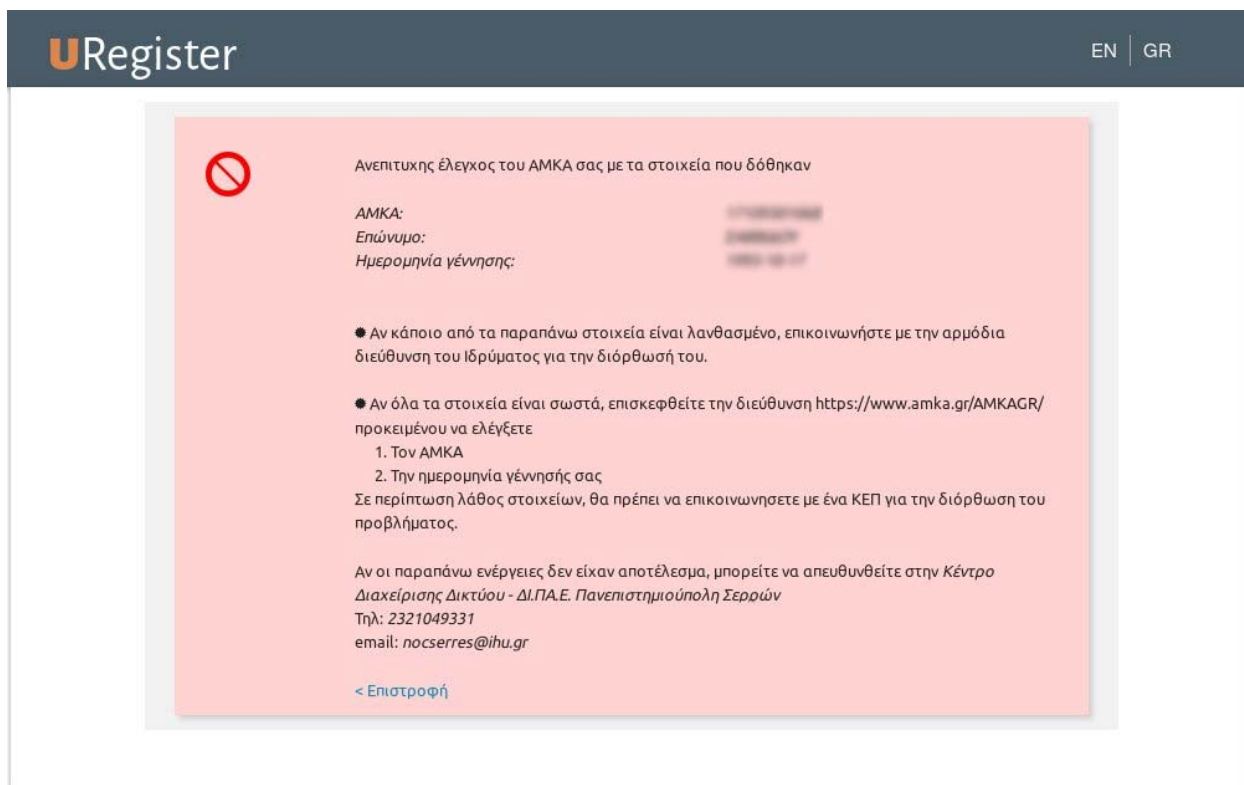 URegister
EN | GR
Ανεπιτυχης έλεγχος του ΑΜΚΑ σας με τα στοιχεία που δόθηκαν
ΑΜΚΑ:
Επώνυμο:
Ημερομηνία γέννησης:
● Αν κάποιο από τα παραπάνω στοιχεία είναι λανθασμένο, επικοινωνήστε με την αρμόδια
διεύθυνση του Ιδρύματος για την διόρθωσή του.
● Αν όλα τα στοιχεία είναι σωστά, επισκεφθείτε την διεύθυνση https://www.amka.gr/AMKAGR/
προκειμένου να ελέγξετε
1. Τον ΑΜΚΑ
2. Την ημερομηνία γέννησής σας
Σε περίπτωση λάθος στοιχείων, θα πρέπει να επικοινωνησετε με ένα ΚΕΠ για την διόρθωση του
προβλήματος.
Αν οι παραπάνω ενέργειες δεν είχαν αποτέλεσμα, μπορείτε να απευθυνθείτε στην Κέντρο
Διαχείρισης Δικτύου - ΔΙ.ΠΑ.Ε. Πανεπιστημιούπολη Σερρών
Τηλ: 2321049331
email: nocserres@ihu.gr
< Επιστροφή